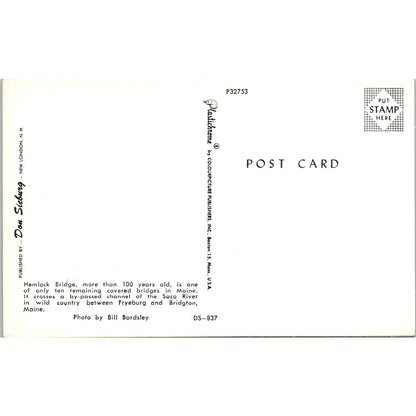 P32753
PUT
STAMP
HERE
POST CARD
Plastichrome ® by COLOURPICTURE PUBLISHERS, INC., Boston 15, Mass., U.S.A.
PUBLISHED BY - Don Sieburg - NEW LONDON, N. H.
Hemlock Bridge, more than 100 years old, is one
of only ten remaining covered bridges in Maine.
It crosses a by-passed channel of the Saco River
in wild country between Fryeburg and Bridgton,
Maine.
Photo by Bill Bardsley
DS-837